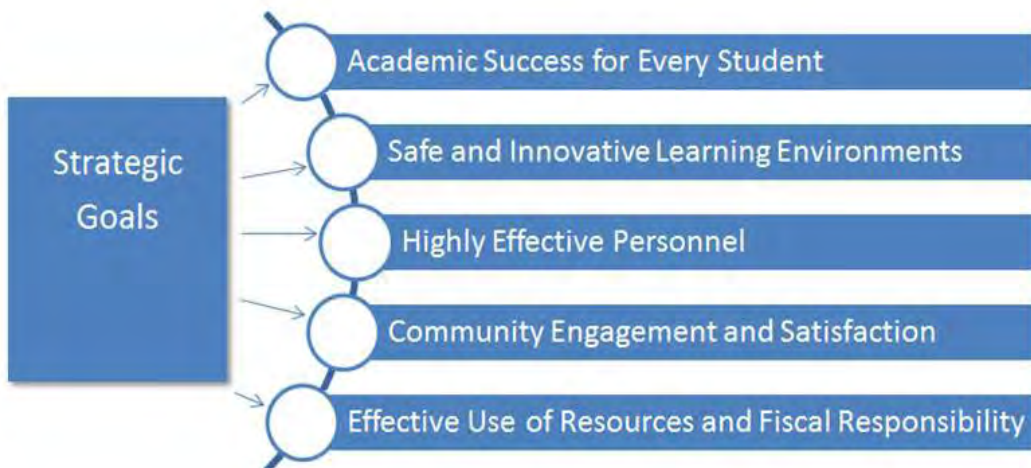 Strategic
Goals
Academic Success for Every Student
Safe and Innovative Learning Environments
Highly Effective Personnel
Community Engagement and Satisfaction
Effective Use of Resources and Fiscal Responsibility